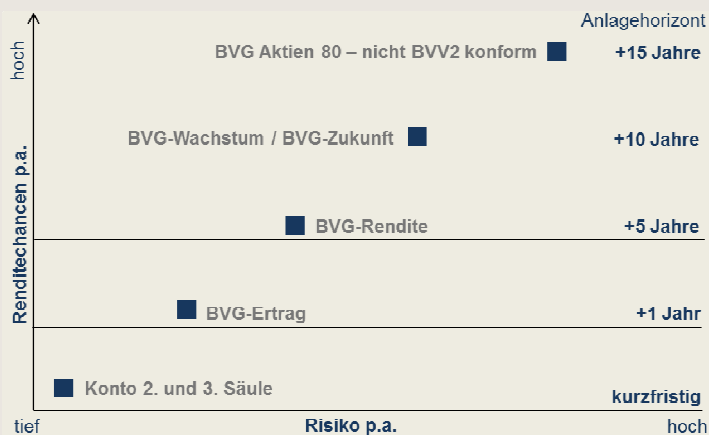 Anlagehorizont
hoch
BVG Aktien 80 – nicht BVV2 konform
+15 Jahre
BVG-Wachstum / BVG-Zukunft
+10 Jahre
Renditechancen p.a.
BVG-Rendite
+5 Jahre
BVG-Ertrag
+1 Jahr
Konto 2. und 3. Säule
kurzfristig
tief
Risiko p.a.
hoch